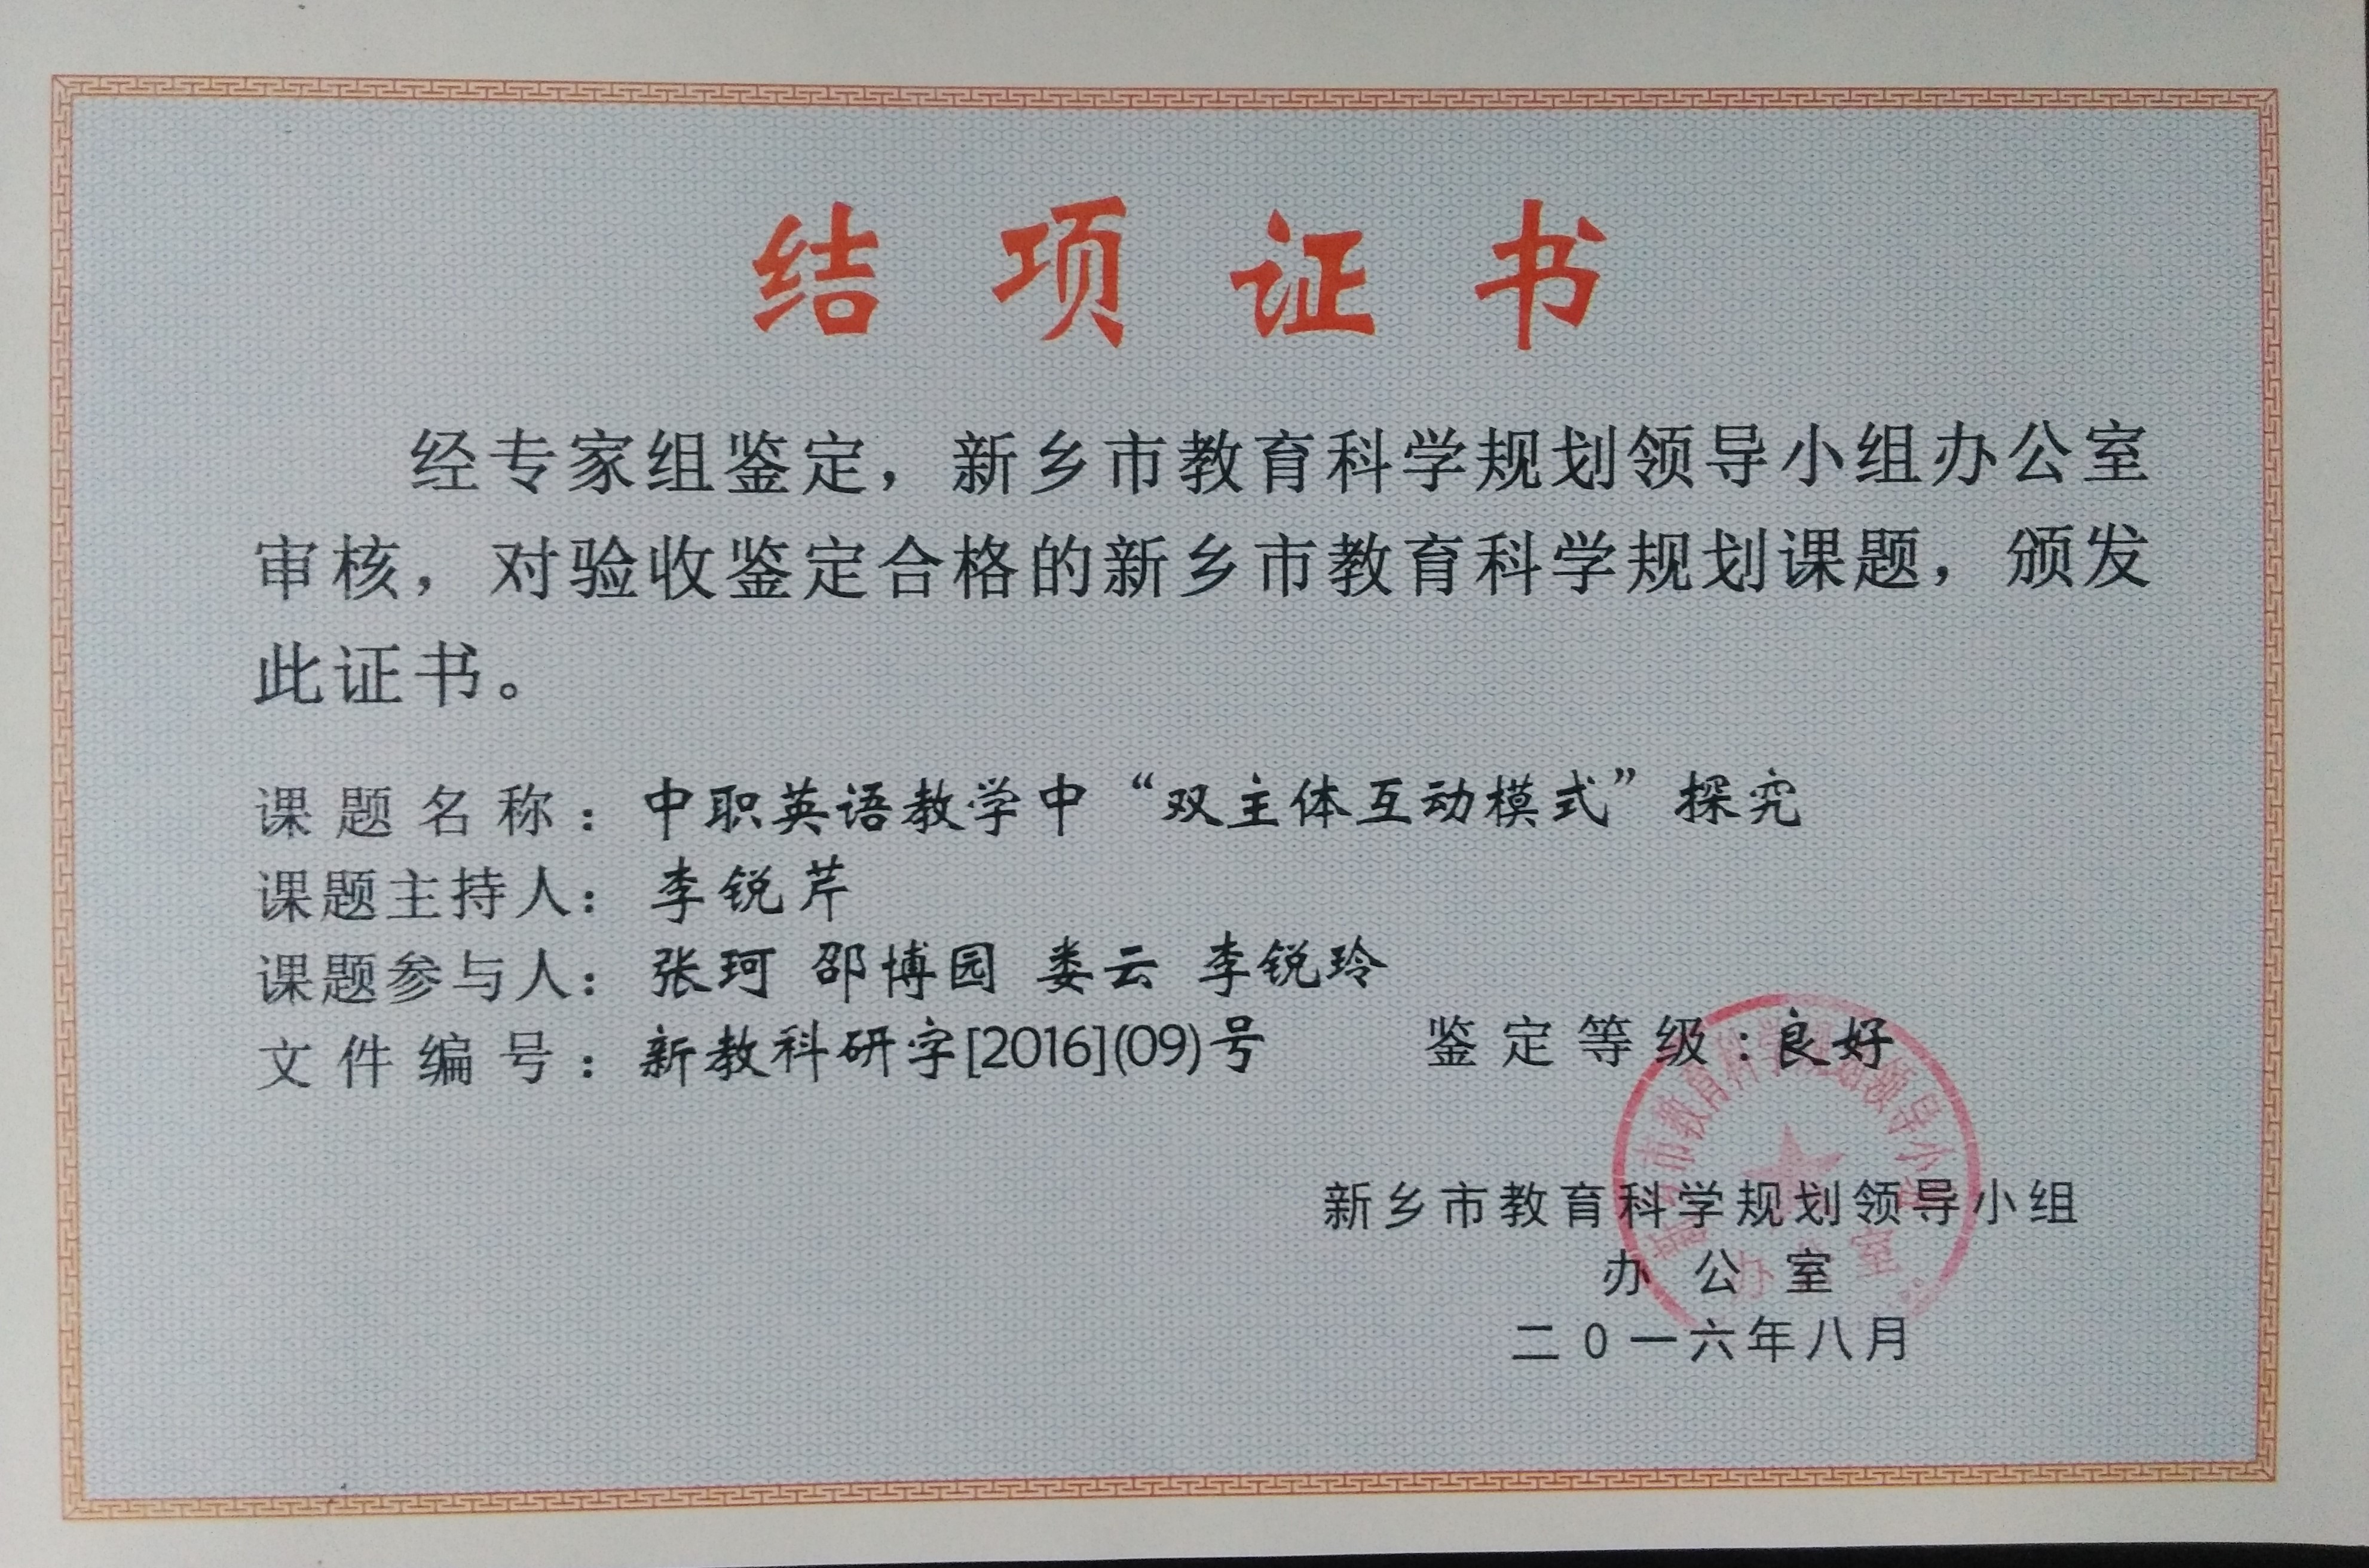 结项证书
经专家组鉴定，新乡市教育科学规划领导小组办公室
审核，对验收鉴定合格的新乡市教育科学规划课题，颁发
此证书。
课题名称：中职英语教学中“双主体互动模式”探究
课题主持人：李锐芹
课题参与人：张珂 邵博园 娄云 李锐玲
文件编号：新教科研字[2016](09)号 鉴定等级：良好
新乡市教育科学规划领导小组
办公室
二0一六年八月